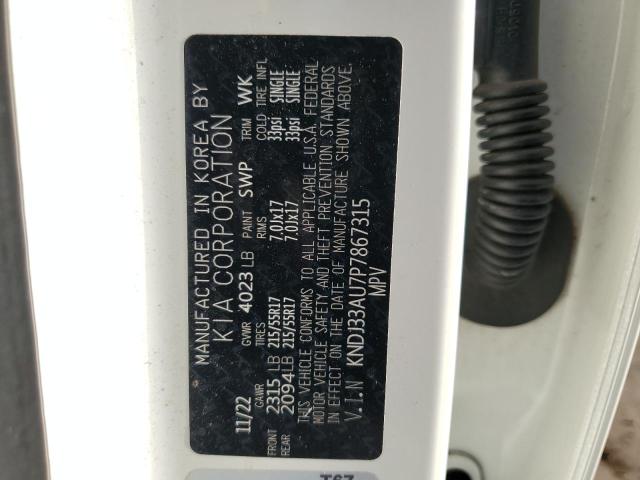 MANUFACTURED IN KOREA BY
KIA CORPORATION
11/22 GVWR 4023 LB PAINT SWP TRIM WK
GAWR TIRES RIMS COLD TIRE INFL
FRONT 2315 LB 215/55R17 7.0Jx17 33psi SINGLE
REAR 2094 LB 215/55R17 7.0Jx17 33psi SINGLE
THIS VEHICLE CONFORMS TO ALL APPLICABLE U.S.A. FEDERAL
MOTOR VEHICLE SAFETY AND THEFT PREVENTION STANDARDS
IN EFFECT ON THE DATE OF MANUFACTURE SHOWN ABOVE.
V.I.N KNDJ33AU7P7867315
MPV